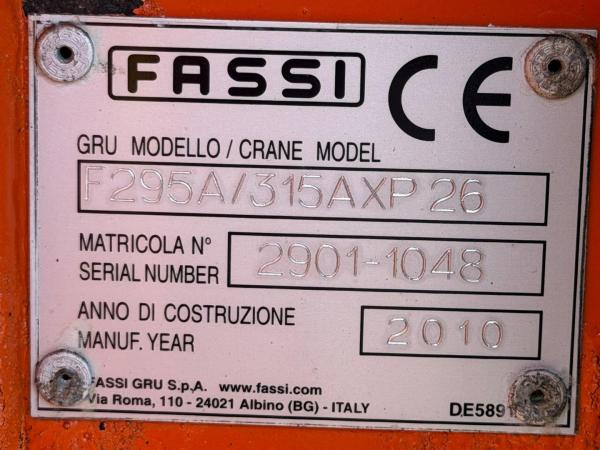 FASSI CE
GRU MODELLO / CRANE MODEL
F295A/315AXP.26
MATRICOLA N°
SERIAL NUMBER
2901-1048
ANNO DI COSTRUZIONE
MANUF. YEAR
2010
FASSI GRU S.p.A. www.fassi.com
Via Roma, 110 - 24021 Albino (BG) - ITALY